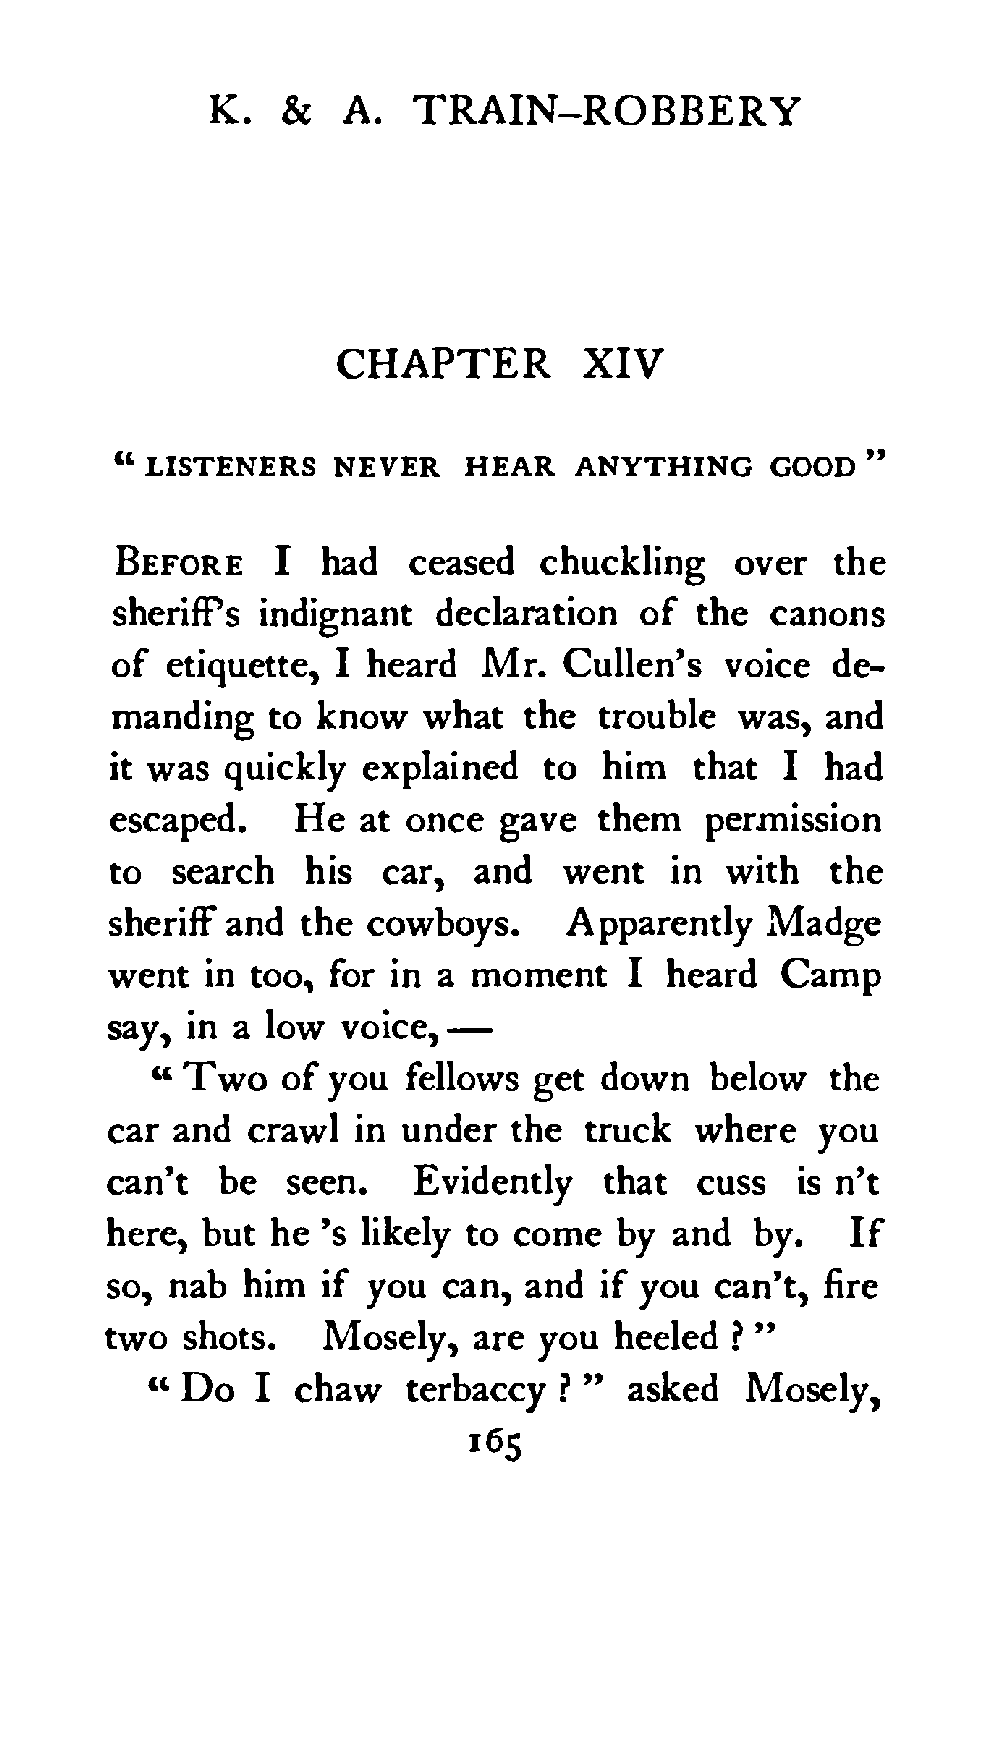 K. & A. TRAIN–ROBBERY
CHAPTER XIV
“ LISTENERS NEVER HEAR ANYTHING GOOD ”
BEFORE I had ceased chuckling over the
sheriff’s indignant declaration of the canons
of etiquette, I heard Mr. Cullen’s voice de-
manding to know what the trouble was, and
it was quickly explained to him that I had
escaped. He at once gave them permission
to search his car, and went in with the
sheriff and the cowboys. Apparently Madge
went in too, for in a moment I heard Camp
say, in a low voice, —
“ Two of you fellows get down below the
car and crawl in under the truck where you
can’t be seen. Evidently that cuss is n’t
here, but he ’s likely to come by and by. If
so, nab him if you can, and if you can’t, fire
two shots. Mosely, are you heeled ? ”
“ Do I chaw terbaccy ? ” asked Mosely,
165